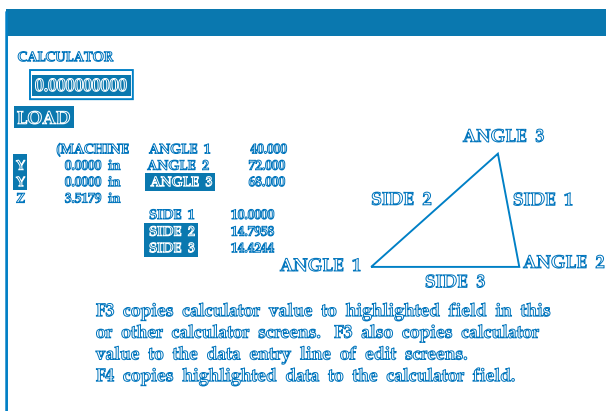 CALCULATOR
0.000000000
LOAD
(MACHINE ANGLE 1 40.000
Y 0.0000 in ANGLE 2 72.000
Y 0.0000 in ANGLE 3 68.000
Z 3.5179 in
SIDE 1 10.0000
SIDE 2 14.7958
SIDE 3 14.4244
ANGLE 3
SIDE 2 SIDE 1
ANGLE 1 ANGLE 2
SIDE 3
F3 copies calculator value to highlighted field in this
or other calculator screens. F3 also copies calculator
value to the data entry line of edit screens.
F4 copies highlighted data to the calculator field.